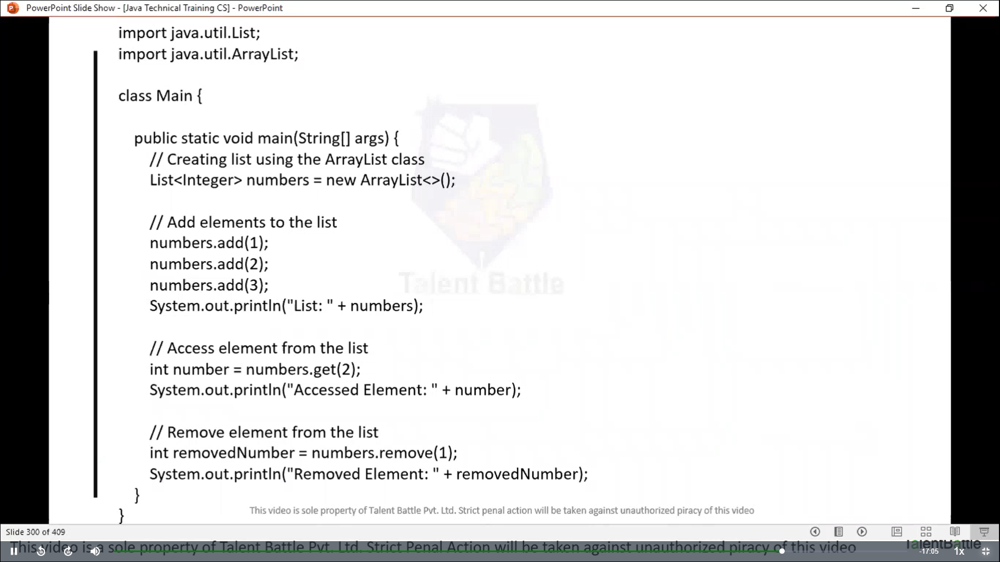 PowerPoint Slide Show - [Java Technical Training CS] - PowerPoint
import java.util.List;
import java.util.ArrayList;
class Main {
public static void main(String[] args) {
// Creating list using the ArrayList class
List<Integer> numbers = new ArrayList<>();
// Add elements to the list
numbers.add(1);
numbers.add(2);
numbers.add(3);
Talent Battle
System.out.println("List: " + numbers);
// Access element from the list
int number = numbers.get(2);
System.out.println("Accessed Element: " + number);
// Remove element from the list
int removedNumber = numbers.remove(1);
System.out.println("Removed Element: " + removedNumber);
}
}
This video is sole property of Talent Battle Pvt. Ltd. Strict penal action will be taken against unauthorized piracy of this video
Slide 300 of 409
This video is a sole property of Talent Battle Pvt. Ltd. Strict Penal Action will be taken against unauthorized piracy of this video
TalentBattle
-17:05
1x